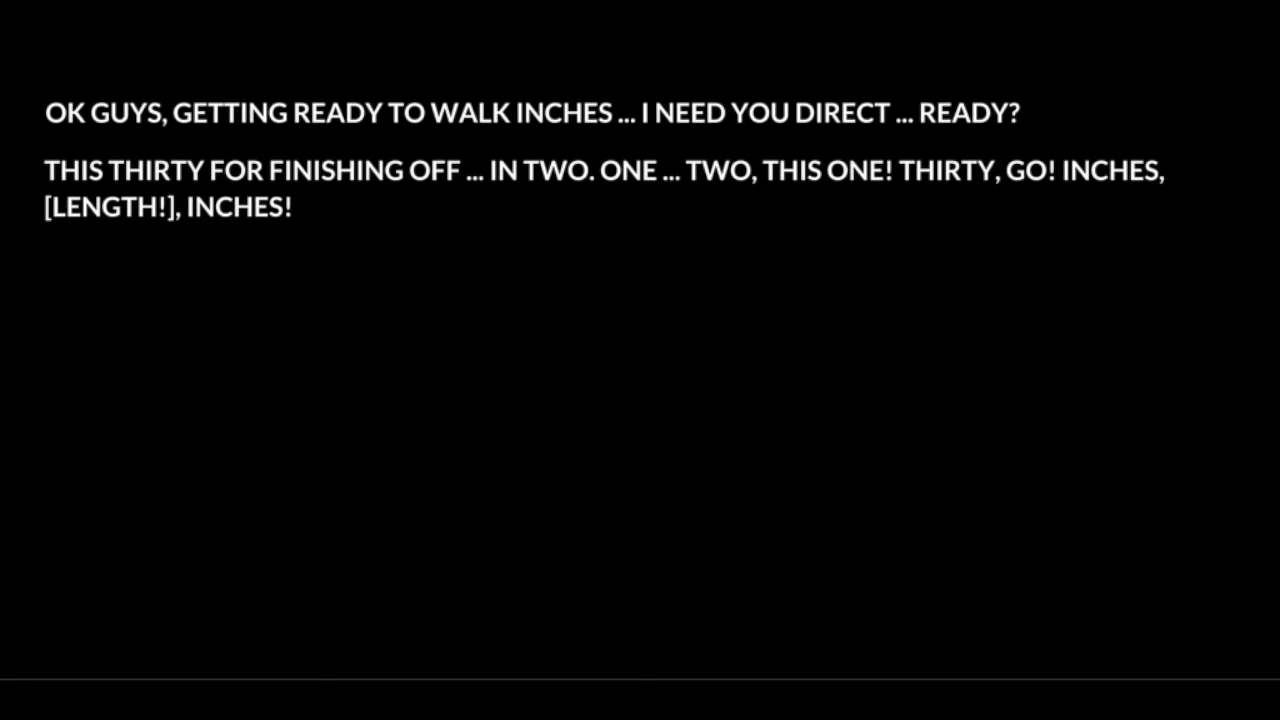 OK GUYS, GETTING READY TO WALK INCHES ... I NEED YOU DIRECT ... READY?
THIS THIRTY FOR FINISHING OFF ... IN TWO. ONE ... TWO, THIS ONE! THIRTY, GO! INCHES,
[LENGTH!], INCHES!